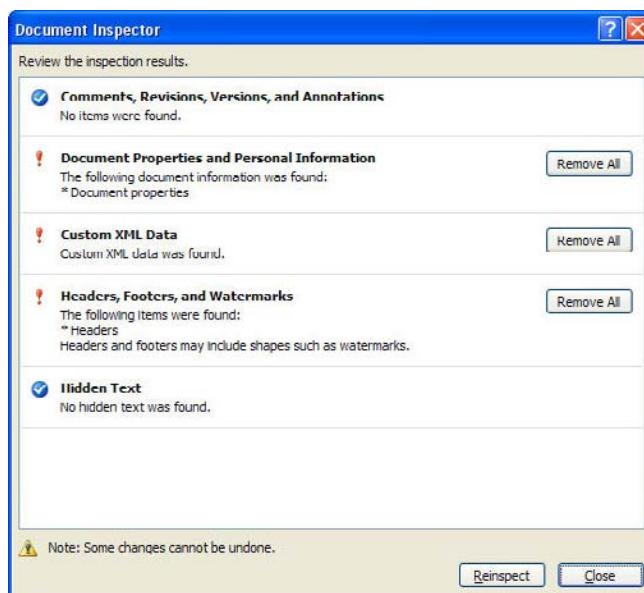 Document Inspector
Review the inspection results.
Comments, Revisions, Versions, and Annotations
No items were found.
Document Properties and Personal Information
Remove All
The following document information was found:
* Document properties
Custom XML Data
Remove All
Custom XML data was found.
Headers, Footers, and Watermarks
Remove All
The following items were found:
* Headers
Headers and footers may include shapes such as watermarks.
Hidden Text
No hidden text was found.
Note: Some changes cannot be undone.
Reinspect Close